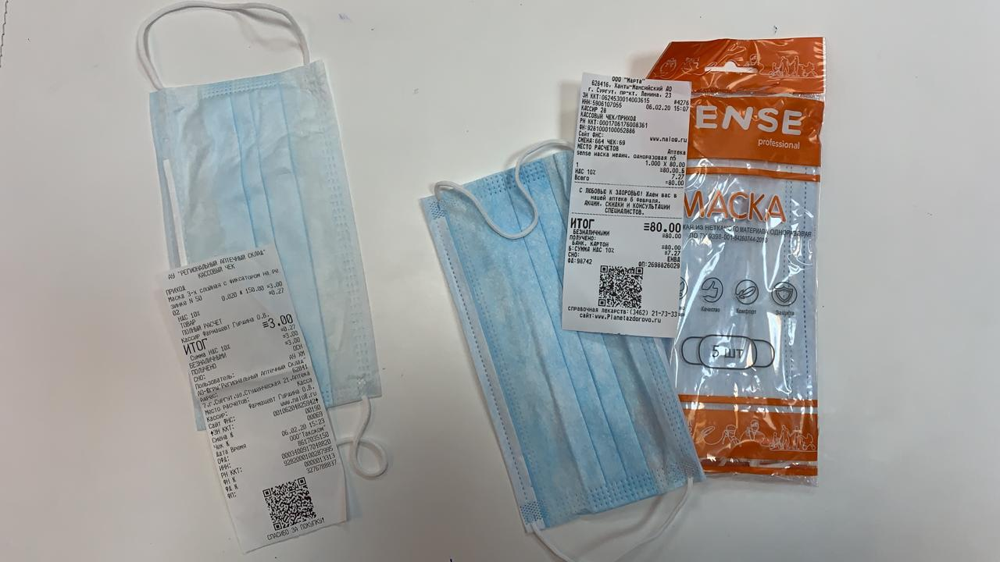 АУ "РЕГИОНАЛЬНЫЙ АПТЕЧНЫЙ СКЛАД"
КАССОВЫЙ ЧЕК
ПРИХОД
Маска 3-х слойная с фиксатором на ре
зинке N 50
02 0.020 * 150.00 =3.00
НДС 10% =0.27
ТОВАР
ПОЛНЫЙ РАСЧЕТ
Кассир Фармацевт Гуршина О.В.
ИТОГ =3.00
Сумма НДС 10% =0.27
БЕЗНАЛИЧНЫМИ =3.00
ПОЛУЧЕНО =3.00
СНО: ОСН
Пользователь: АУ ХМ
АО-Югры"Региональный Аптечный Склад"
Адрес: 62841
7,г.Сургут,ул.Студенческая 21.Аптека
Место расчетов: Касса
Кассир: Фармацевт Гуршина О.В.
Сайт ФНС: www.nalog.ru
ЗН ККТ: 00106204825942
Смена N 00190
Чек N 00069
Дата Время 06.02.20 15:23
ОФД: ООО"Такском"
ИНН: 8617035150
РН ККТ: 0003400917048820
ФН N 9282000100287995
ФД N 0000013313
ФП: 3276788837
СПАСИБО ЗА ПОКУПКУ!
ООО "Марта"
628416, Ханты-Мансийский АО
г. Сургут, пр-кт. Ленина, 23
ЗН ККТ:0624530014003615 #4276
ИНН:5906107055 06.02.20 15:07
КАССИР 28
КАССОВЫЙ ЧЕК/ПРИХОД
РН ККТ:0001706176008361
ФН:9281000100052886
Сайт ФНС: www.nalog.ru
СМЕНА:664 ЧЕК:69
МЕСТО РАСЧЕТОВ Аптека
sense маска медиц. одноразовая n5
1.000 X 80.00
1 =80.00_Б
НДС 10% 7.27
Всего =80.00
С ЛЮБОВЬЮ К ЗДОРОВЬЮ! Ждем вас в
нашей аптеке 6 февраля.
АКЦИИ, СКИДКИ И КОНСУЛЬТАЦИИ
СПЕЦИАЛИСТОВ.
ИТОГ =80.00
БЕЗНАЛИЧНЫМИ =80.00
ПОЛУЧЕНО:
БАНК. КАРТОЙ =80.00
Б:СУММА НДС 10% =7.27
СНО: ЕНВД
ФД:98742 ФП:2698826029
справочная лекарств:(3462) 21-73-33
сайт:www.Planetazdorovo.ru
ENSE
professional
МАСКА
КАЯ ИЗ НЕТКАНОГО МАТЕРИАЛА ОДНОРАЗОВАЯ
ПО ТУ 9398-001-64260744-2010
Качество Комфорт Защита
5 шт